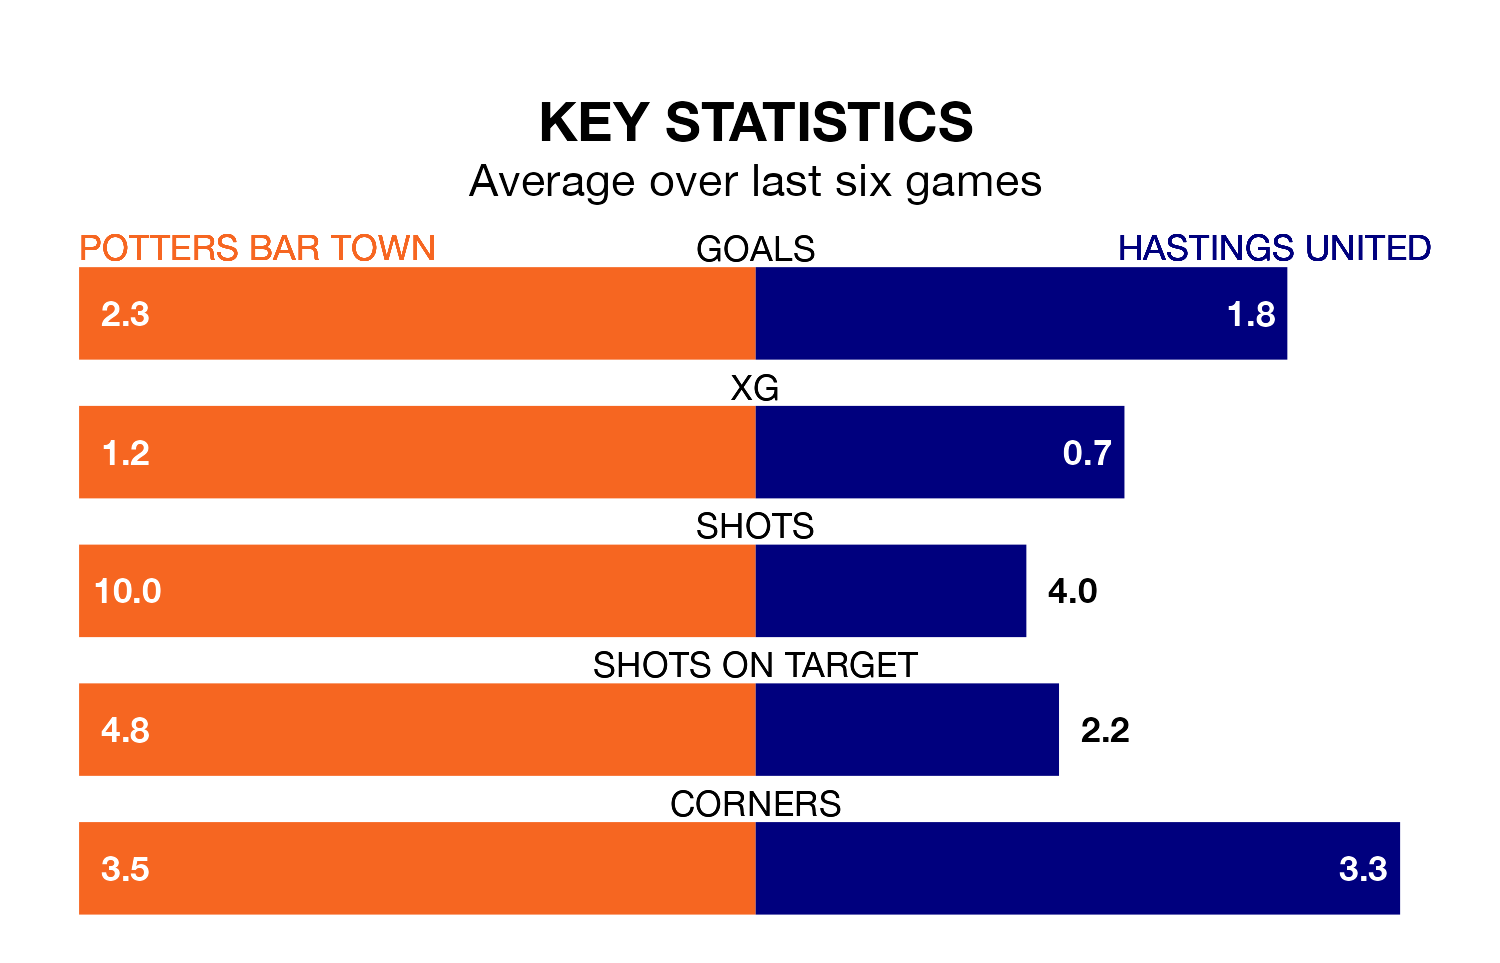 KEY STATISTICS
Average over last six games
POTTERS BAR TOWN GOALS HASTINGS UNITED
2.3 1.8
XG
1.2 0.7
SHOTS
10.0 4.0
SHOTS ON TARGET
4.8 2.2
CORNERS
3.5 3.3